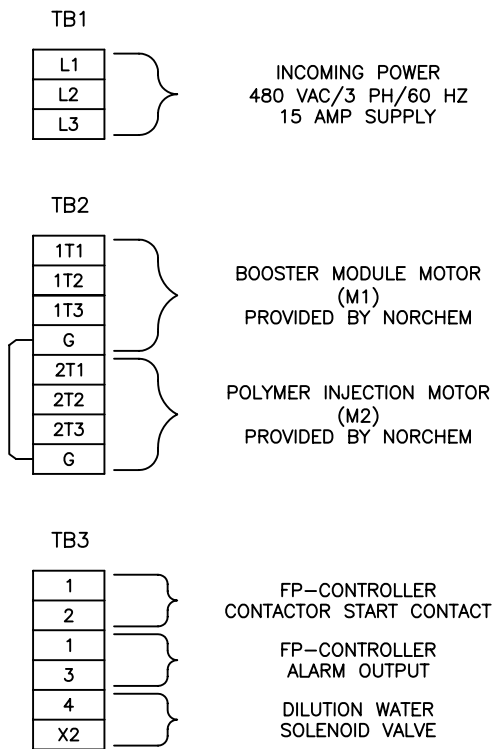 TB1
L1
L2
L3
INCOMING POWER
480 VAC/3 PH/60 HZ
15 AMP SUPPLY
TB2
1T1
1T2
1T3
G
BOOSTER MODULE MOTOR
(M1)
PROVIDED BY NORCHEM
2T1
2T2
2T3
G
POLYMER INJECTION MOTOR
(M2)
PROVIDED BY NORCHEM
TB3
1
2
FP-CONTROLLER
CONTACTOR START CONTACT
1
3
FP-CONTROLLER
ALARM OUTPUT
4
X2
DILUTION WATER
SOLENOID VALVE